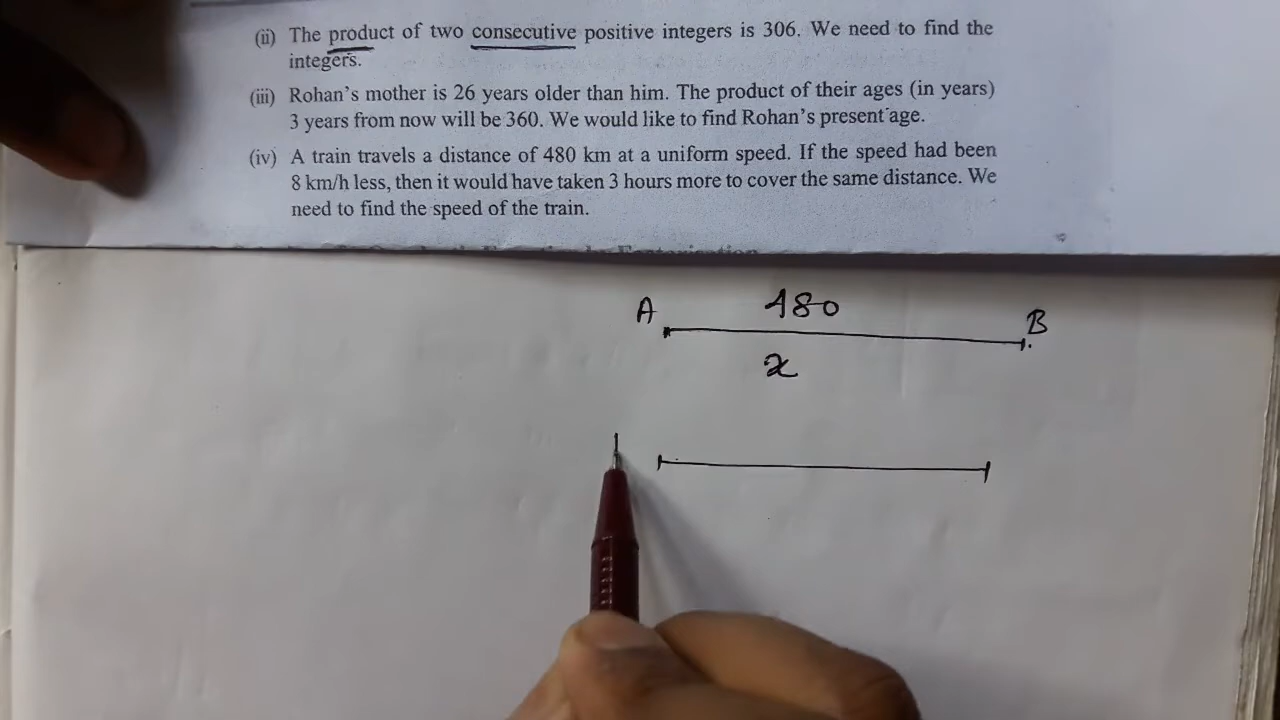 (ii) The product of two consecutive positive integers is 306. We need to find the
integers.
(iii) Rohan's mother is 26 years older than him. The product of their ages (in years)
3 years from now will be 360. We would like to find Rohan's present age.
(iv) A train travels a distance of 480 km at a uniform speed. If the speed had been
8 km/h less, then it would have taken 3 hours more to cover the same distance. We
need to find the speed of the train.
A 480 B
x